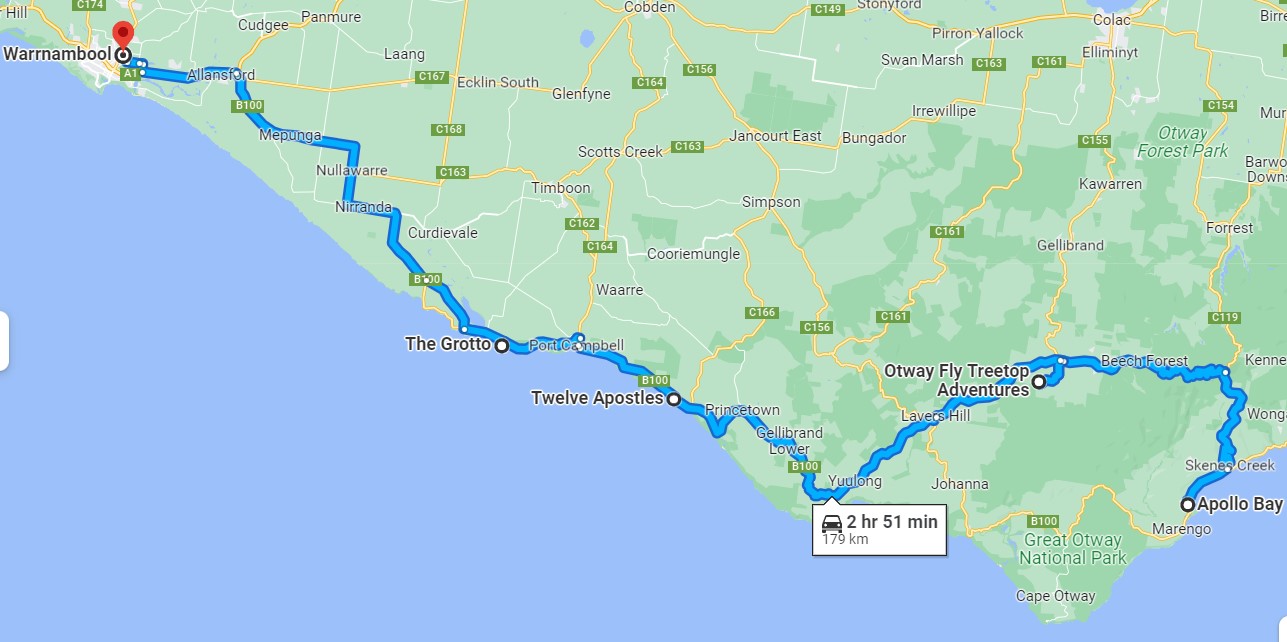 C174
Hill
Panmure
Cudgee
Cobden
C149
Stonyford
Colac
Pirron Yallock
Warrnambool
Laang
Elliminyt
Swan Marsh
C163
C161
A1
Allansford
C167
Ecklin South
C164
C156
Glenfyne
B100
C154
Irrewillipe
Mepunga
C168
Jancourt East
Bungador
Otway
Forest Park
C155
Scotts Creek
C163
Nullawarre
C163
Timboon
Kawarren
Nirranda
Simpson
Curdievale
C162
C161
Forrest
C164
Cooriemungle
Gellibrand
B100
Waarre
C166
C161
C156
C119
The Grotto
Port Campbell
Beech Forest
Otway Fly Treetop
Adventures
B100
Twelve Apostles
Princetown
Lavers Hill
Gellibrand
Lower
B100
Skenes Creek
Yuulong
Johanna
Apollo Bay
2 hr 51 min
179 km
B100
Marengo
Great Otway
National Park
Cape Otway